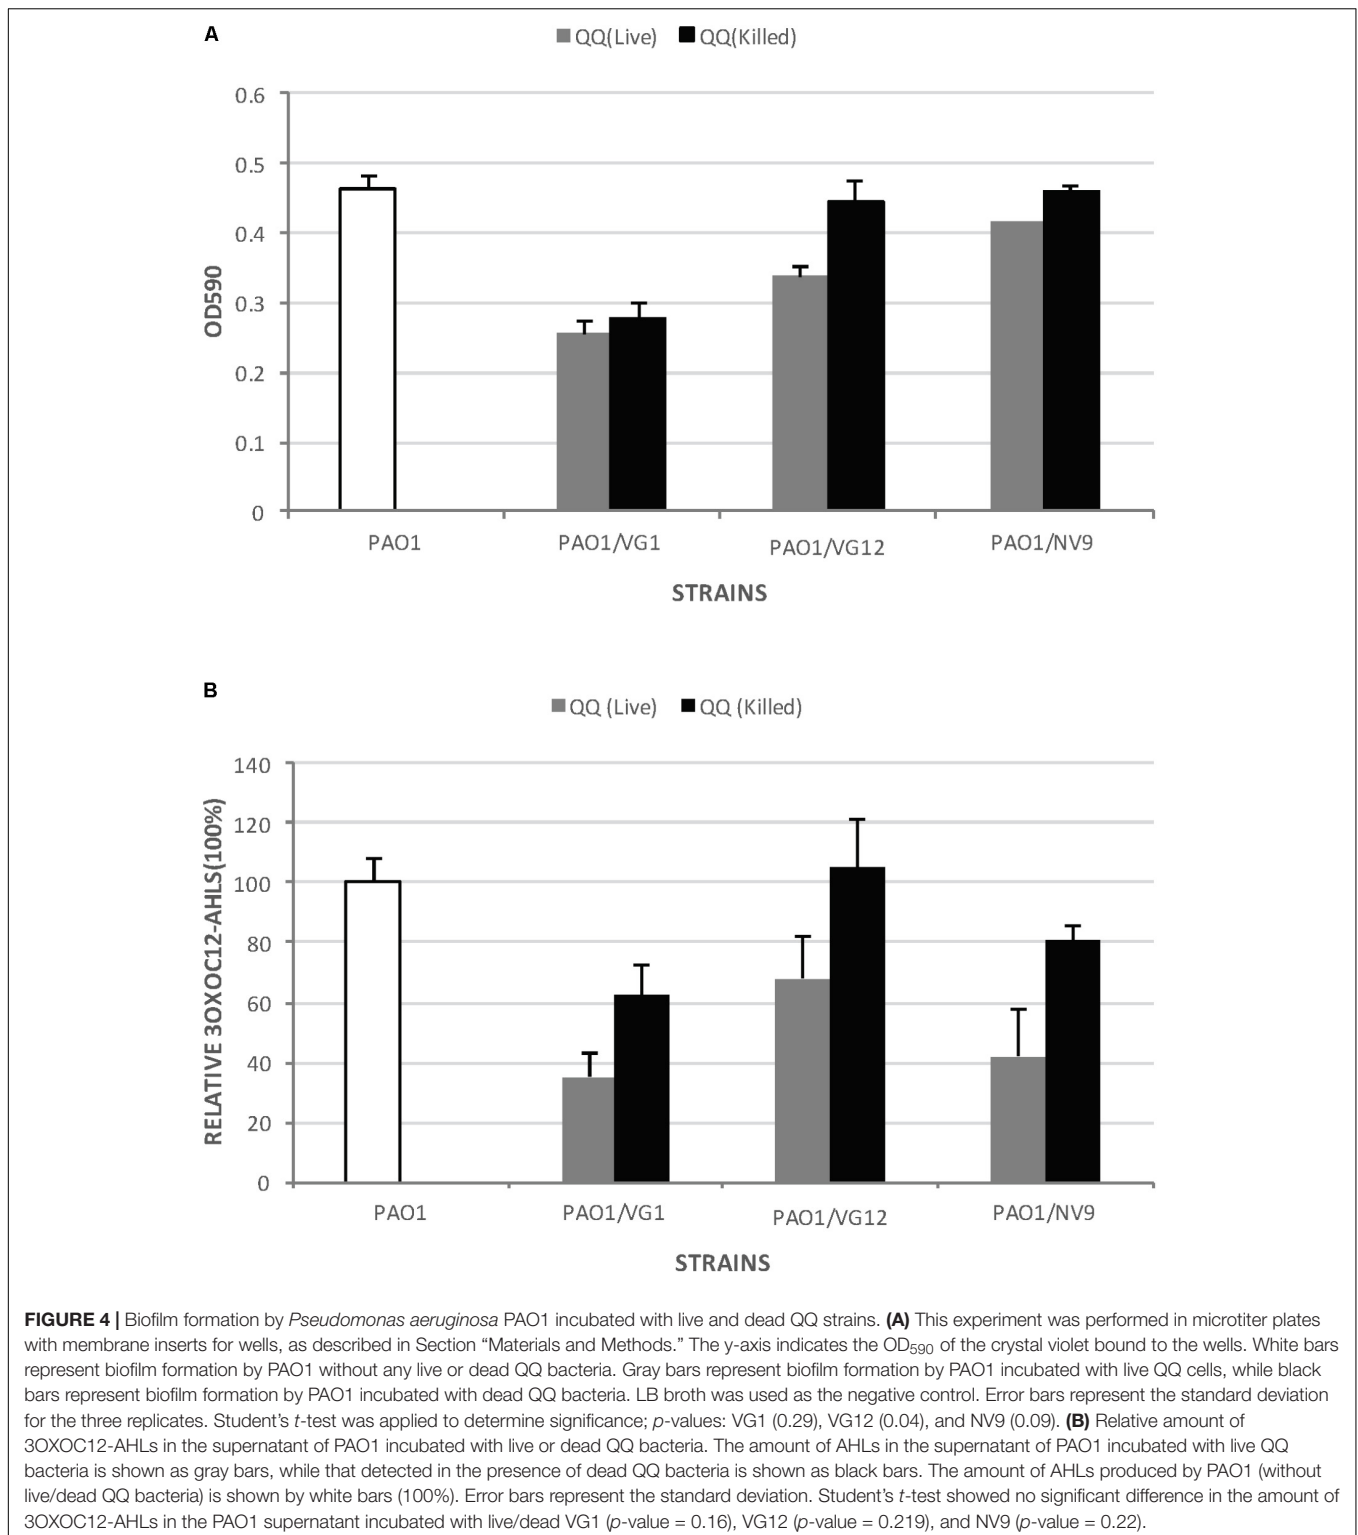 A
QQ(Live) QQ(Killed)
0.6
0.5
0.4
0.3
0.2
0.1
0
OD590
PAO1 PAO1/VG1 PAO1/VG12 PAO1/NV9
STRAINS
B
QQ (Live) QQ (Killed)
140
120
100
80
60
40
20
0
RELATIVE 3OXOC12-AHLS(100%)
PAO1 PAO1/VG1 PAO1/VG12 PAO1/NV9
STRAINS
FIGURE 4 | Biofilm formation by Pseudomonas aeruginosa PAO1 incubated with live and dead QQ strains. (A) This experiment was performed in microtiter plates
with membrane inserts for wells, as described in Section “Materials and Methods.” The y-axis indicates the OD590 of the crystal violet bound to the wells. White bars
represent biofilm formation by PAO1 without any live or dead QQ bacteria. Gray bars represent biofilm formation by PAO1 incubated with live QQ cells, while black
bars represent biofilm formation by PAO1 incubated with dead QQ bacteria. LB broth was used as the negative control. Error bars represent the standard deviation
for the three replicates. Student’s t-test was applied to determine significance; p-values: VG1 (0.29), VG12 (0.04), and NV9 (0.09). (B) Relative amount of
3OXOC12-AHLs in the supernatant of PAO1 incubated with live or dead QQ bacteria. The amount of AHLs in the supernatant of PAO1 incubated with live QQ
bacteria is shown as gray bars, while that detected in the presence of dead QQ bacteria is shown as black bars. The amount of AHLs produced by PAO1 (without
live/dead QQ bacteria) is shown by white bars (100%). Error bars represent the standard deviation. Student’s t-test showed no significant difference in the amount of
3OXOC12-AHLs in the PAO1 supernatant incubated with live/dead VG1 (p-value = 0.16), VG12 (p-value = 0.219), and NV9 (p-value = 0.22).